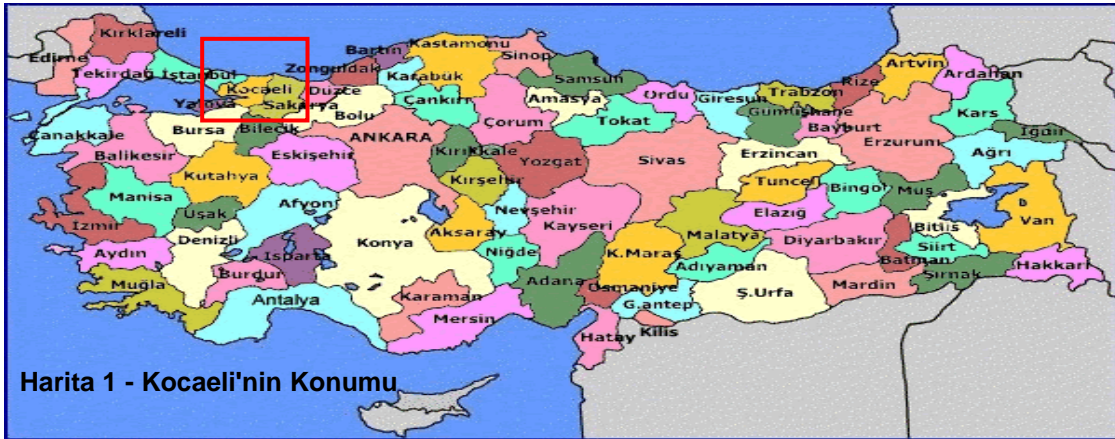 Kırklareli
Edirne
Tekirdağ
İstanbul
Kocaeli
Yalova
Sakarya
Düzce
Zonguldak
Bartın
Kastamonu
Karabük
Sinop
Samsun
Ordu
Giresun
Trabzon
Rize
Artvin
Ardahan
Kars
Iğdır
Çanakkale
Bursa
Bilecik
Bolu
Çankırı
Çorum
Amasya
Tokat
Gümüşhane
Bayburt
Erzurum
Ağrı
Balıkesir
Kutahya
Eskişehir
ANKARA
Kırıkkale
Yozgat
Sivas
Erzincan
Tunceli
Bingöl
Muş
Manisa
Uşak
Afyon
Kırşehir
Nevşehir
Kayseri
Malatya
Elazığ
Bitlis
Van
İzmir
Aydın
Denizli
Isparta
Konya
Aksaray
Niğde
Adana
K.Maraş
Adıyaman
Diyarbakır
Batman
Siirt
Şırnak
Hakkari
Muğla
Burdur
Antalya
Karaman
Mersin
Osmaniye
G.antep
Ş.Urfa
Mardin
Hatay
Kilis
Harita 1 - Kocaeli'nin Konumu